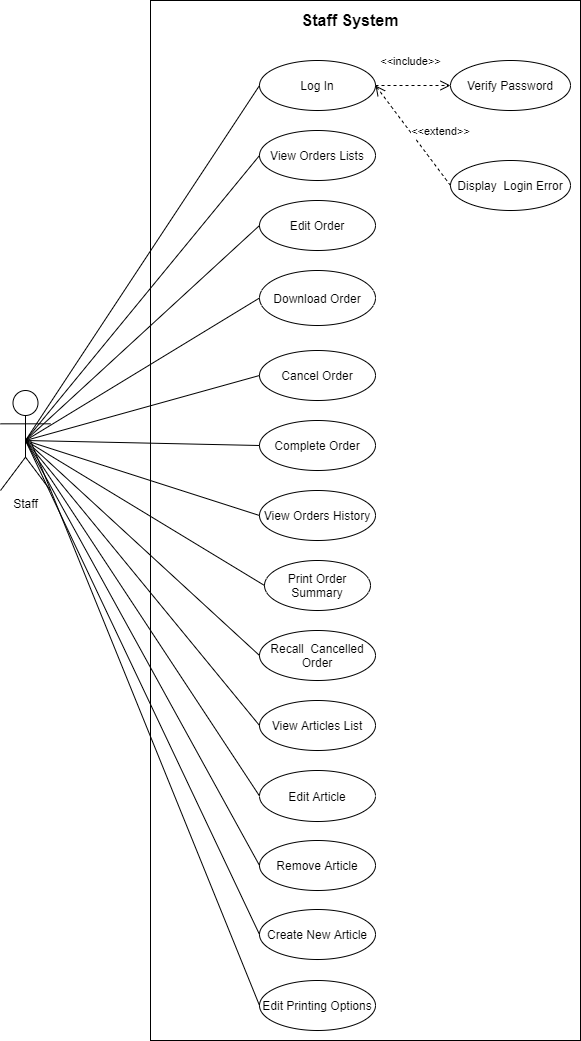 Staff System
<<include>>
Log In
Verify Password
<<extend>>
View Orders Lists
Display  Login Error
Edit Order
Download Order
Cancel Order
Complete Order
Staff
View Orders History
Print Order
Summary
Recall  Cancelled
Order
View Articles List
Edit Article
Remove Article
Create New Article
Edit Printing Options